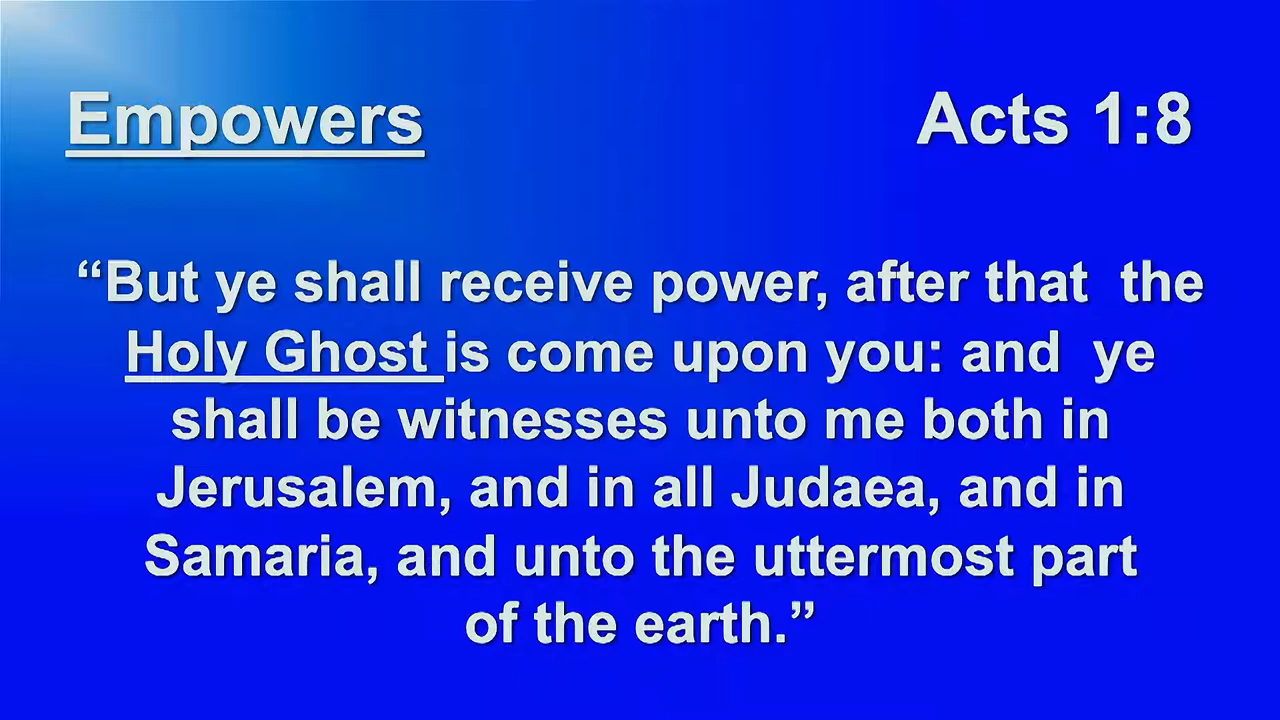 Empowers Acts 1:8
“But ye shall receive power, after that  the
Holy Ghost is come upon you: and  ye
shall be witnesses unto me both in
Jerusalem, and in all Judaea, and in
Samaria, and unto the uttermost part
of the earth.”